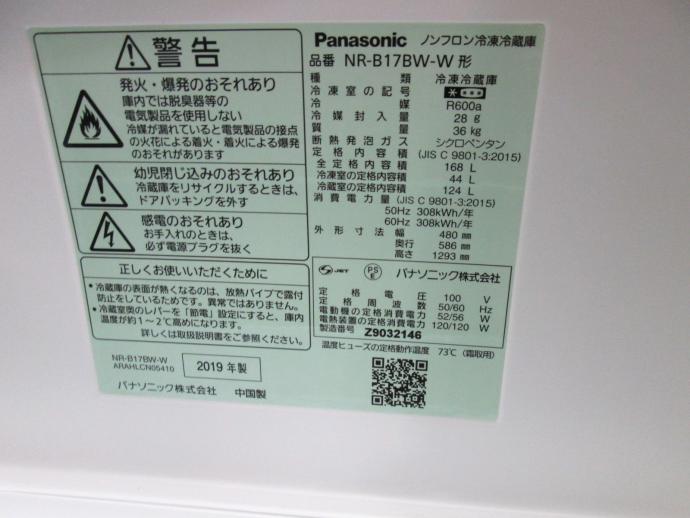 警告
発火・爆発のおそれあり
庫内では脱臭器等の
電気製品を使用しない
冷媒が漏れていると電気製品の接点
の火花による着火・着火による爆発
のおそれがあります
幼児閉じ込みのおそれあり
冷蔵庫をリサイクルするときは、
ドアパッキングを外す
感電のおそれあり
お手入れのときは、
必ず電源プラグを抜く
正しくお使いいただくために
・冷蔵庫の表面が熱くなるのは、放熱パイプで露付
防止をしているためです。異常ではありません。
・冷蔵室奥のレバーを「節電」設定にすると、庫内
温度が約1～2℃高めになります。
詳しくは取扱説明書をご参照ください。
NR-B17BW-W
ARAHLCN05410
2019 年製
パナソニック株式会社 中国製
Panasonic ノンフロン冷凍冷蔵庫
品番 NR-B17BW-W 形
種類 冷凍冷蔵庫
冷凍室の記号
冷媒 R600a
冷媒封入量 28 g
質量 36 kg
断熱発泡ガス シクロペンタン
定格内容積 (JIS C 9801-3:2015)
全定格内容積 168 L
冷凍室の定格内容積 44 L
冷蔵室の定格内容積 124 L
消費電力量 (JIS C 9801-3:2015)
50Hz 308kWh/年
60Hz 308kWh/年
外形寸法 幅 480 mm
奥行 586 mm
高さ 1293 mm
JET PS E パナソニック株式会社
定格電圧 100 V
定格周波数 50/60 Hz
電動機の定格消費電力 52/56 W
電熱装置の定格消費電力 120/120 W
製造番号 Z9032146
温度ヒューズの定格動作温度 73℃ (霜取用)